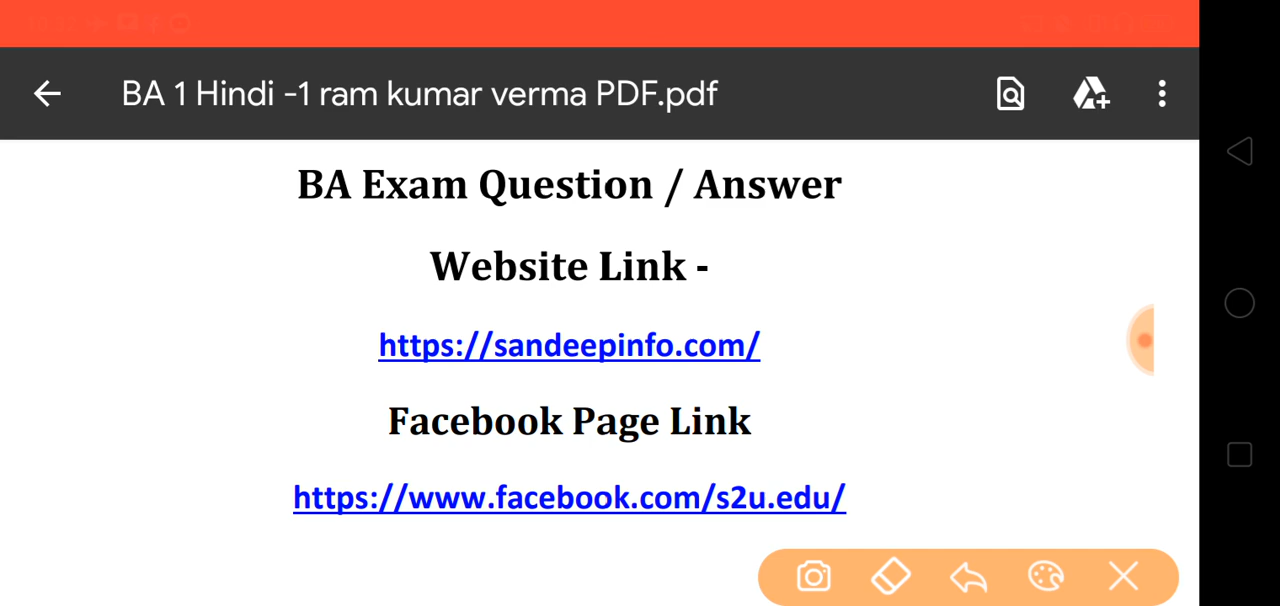 BA 1 Hindi -1 ram kumar verma PDF.pdf
BA Exam Question / Answer
Website Link -
https://sandeepinfo.com/
Facebook Page Link
https://www.facebook.com/s2u.edu/